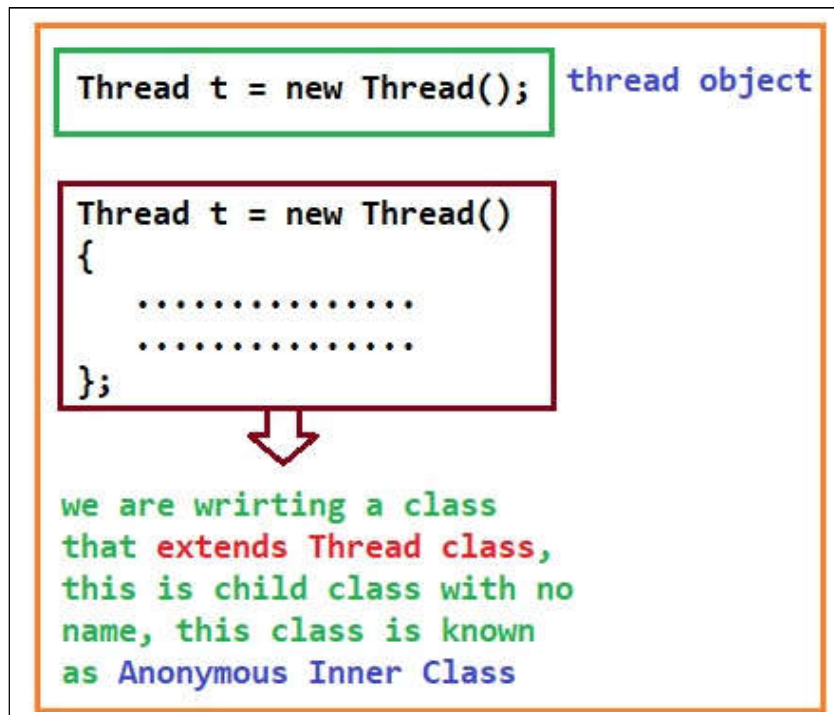 Thread t = new Thread(); thread object
Thread t = new Thread()
{
...............
...............
};
we are wrirting a class
that extends Thread class,
this is child class with no
name, this class is known
as Anonymous Inner Class